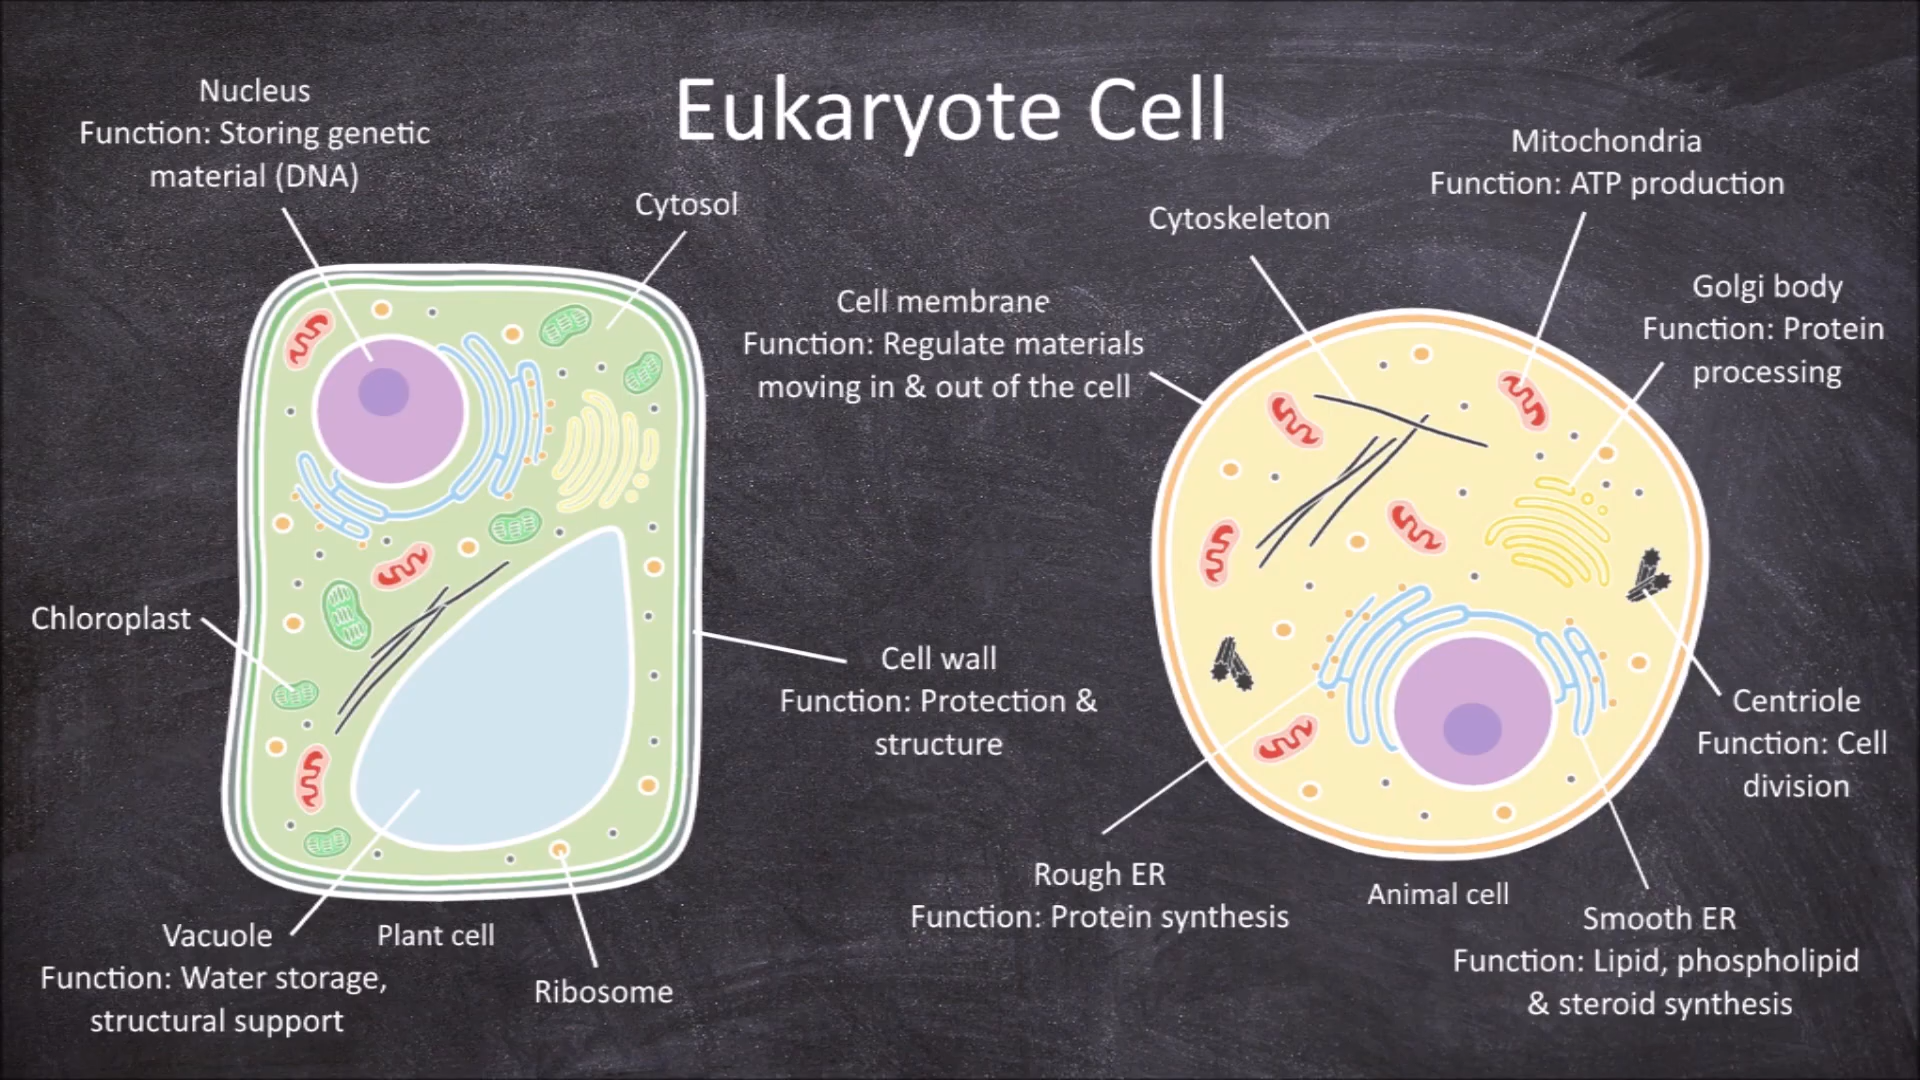 Eukaryote Cell
Nucleus
Function: Storing genetic
material (DNA)
Cytosol
Chloroplast
Vacuole
Function: Water storage,
structural support
Plant cell
Ribosome
Cell membrane
Function: Regulate materials
moving in & out of the cell
Cell wall
Function: Protection &
structure
Cytoskeleton
Mitochondria
Function: ATP production
Golgi body
Function: Protein
processing
Centriole
Function: Cell
division
Rough ER
Function: Protein synthesis
Animal cell
Smooth ER
Function: Lipid, phospholipid
& steroid synthesis